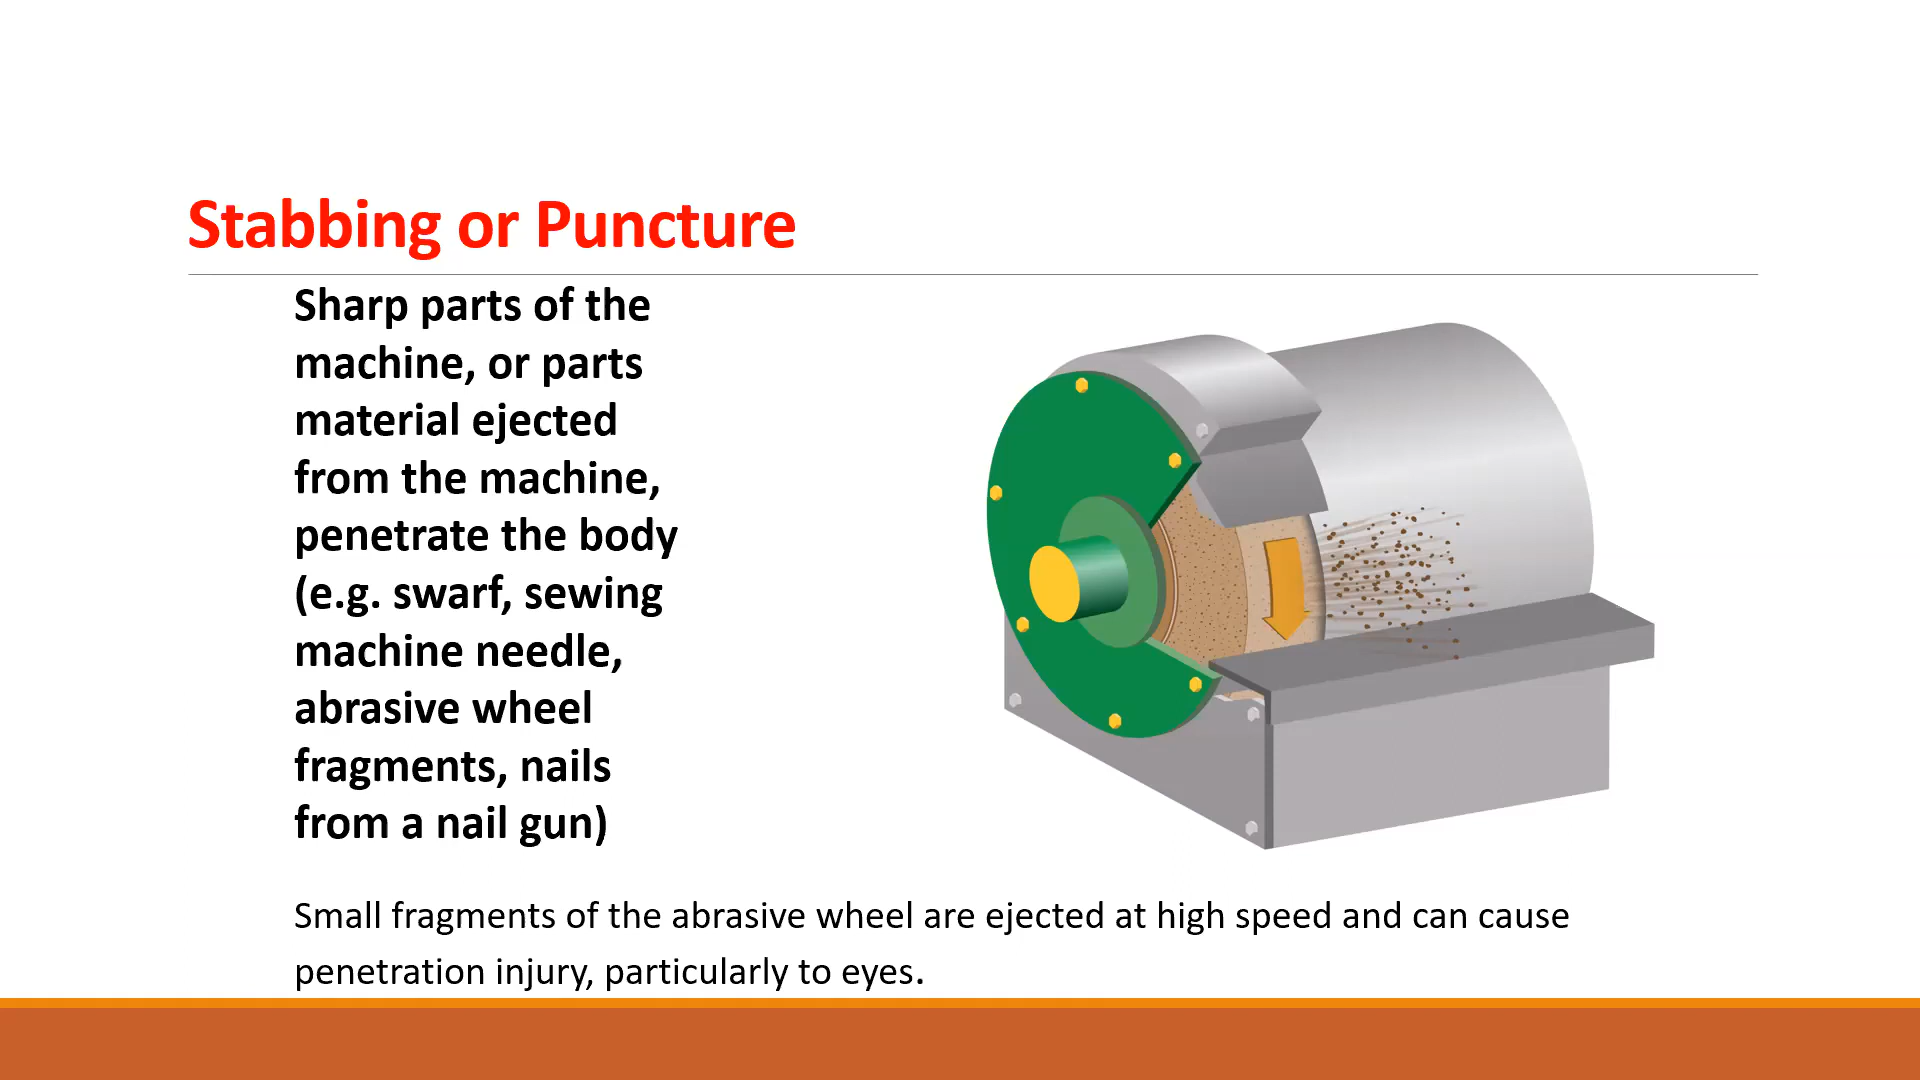 Stabbing or Puncture
Sharp parts of the
machine, or parts
material ejected
from the machine,
penetrate the body
(e.g. swarf, sewing
machine needle,
abrasive wheel
fragments, nails
from a nail gun)
Small fragments of the abrasive wheel are ejected at high speed and can cause
penetration injury, particularly to eyes.